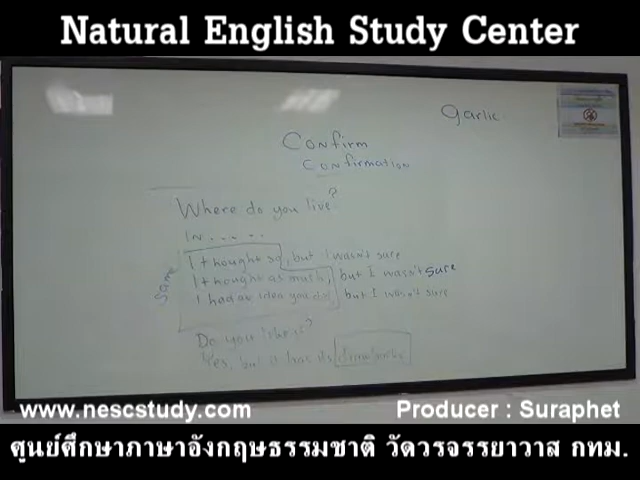 Natural English Study Center
garlic
Confirm
Confirmation
Where do you live?
IN.....
I thought so, but I wasn't sure
I thought as much, but I wasn't sure
I had an idea you did, but I wasn't sure
Same
Do you like it?
Yes, but it has its drawbacks
www.nescstudy.com
Producer : Suraphet
ศูนย์ศึกษาภาษาอังกฤษธรรมชาติ วัดวรจรรยาวาส กทม.